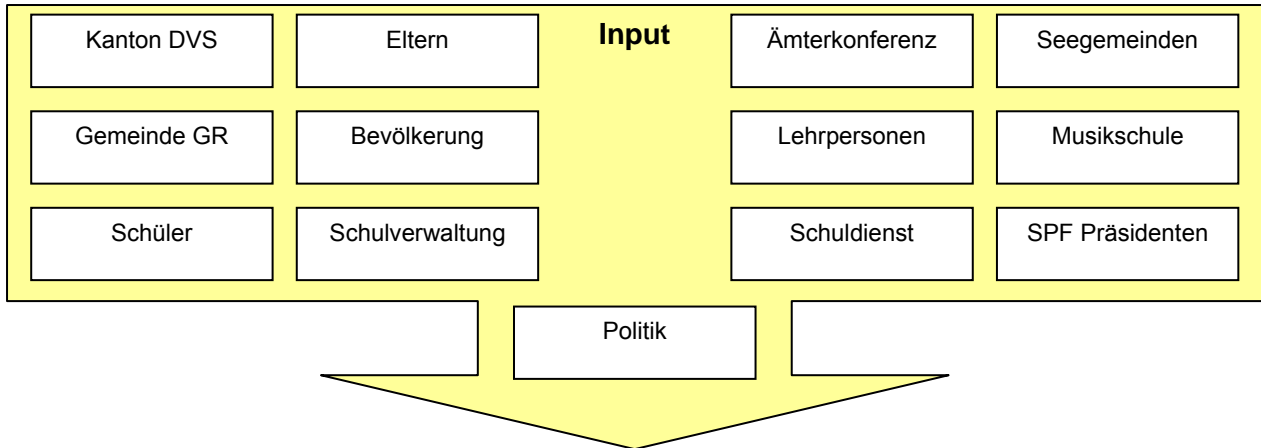 Input
Kanton DVS
Eltern
Ämterkonferenz
Seegemeinden
Gemeinde GR
Bevölkerung
Lehrpersonen
Musikschule
Schüler
Schulverwaltung
Schuldienst
SPF Präsidenten
Politik